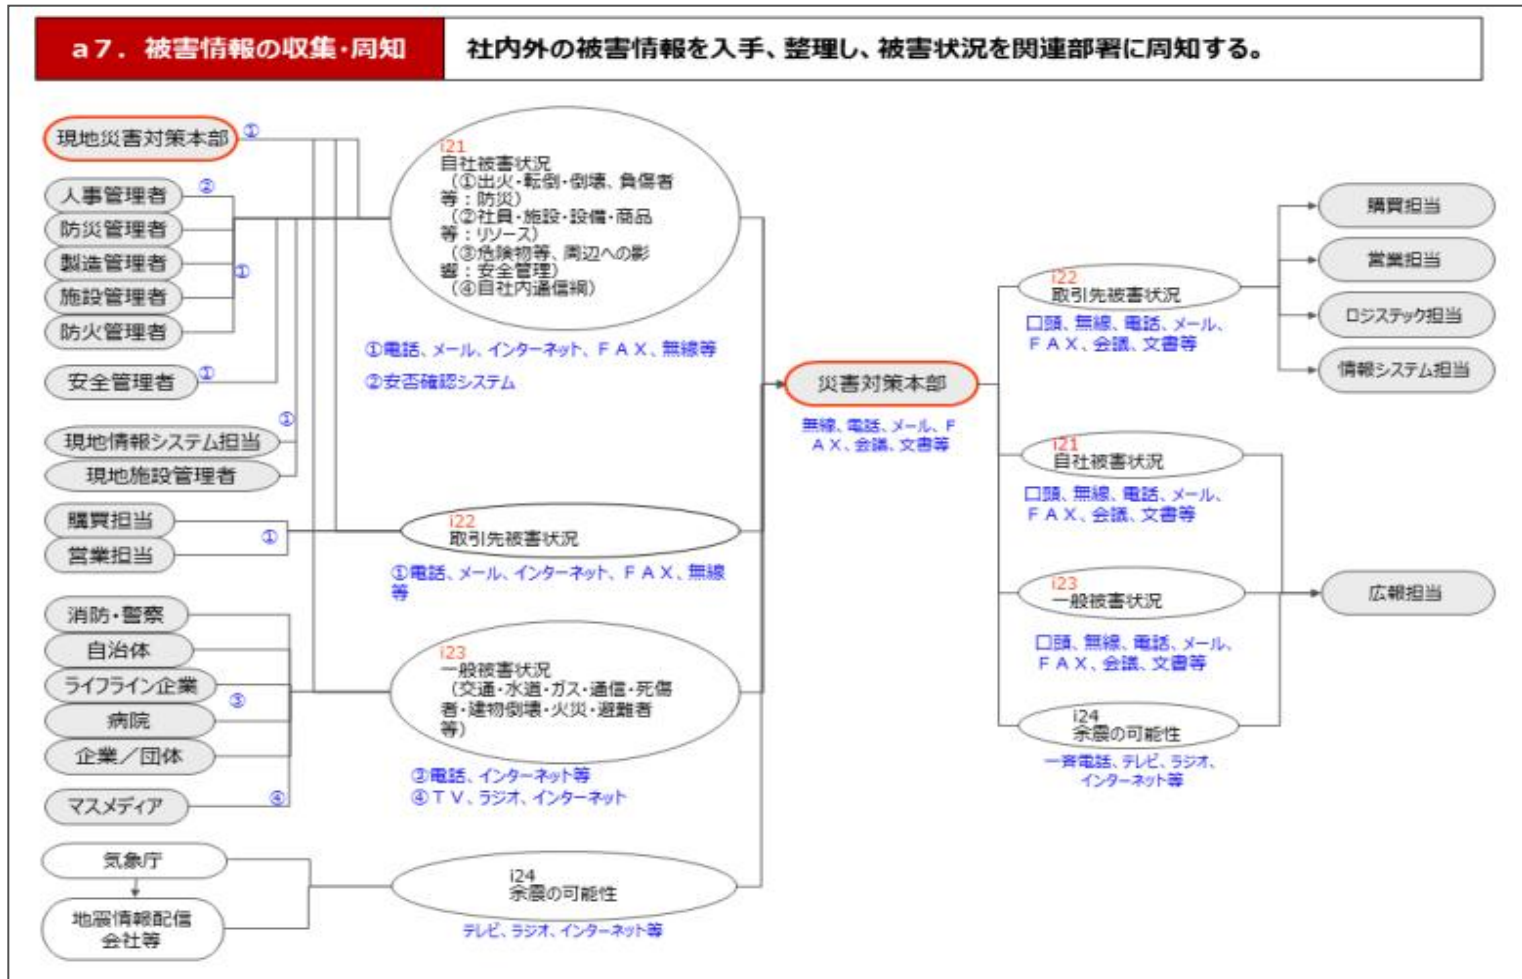 a7. 被害情報の収集・周知
社内外の被害情報を入手、整理し、被害状況を関連部署に周知する。
現地災害対策本部
①
人事管理者
②
防災管理者
製造管理者
①
施設管理者
防火管理者
安全管理者
①
①
現地情報システム担当
現地施設管理者
購買担当
①
営業担当
消防・警察
自治体
ライフライン企業
③
病院
企業／団体
マスメディア
④
気象庁
地震情報配信
会社等
i21
自社被害状況
（①出火・転倒・倒壊、負傷者
等：防災）
（②社員・施設・設備・商品
等：リソース）
（③危険物等、周辺への影
響：安全管理）
（④自社内通信網）
①電話、メール、インターネット、ＦＡＸ、無線等
②安否確認システム
i22
取引先被害状況
①電話、メール、インターネット、ＦＡＸ、無線
等
i23
一般被害状況
（交通・水道・ガス・通信・死傷
者・建物倒壊・火災・避難者
等）
③電話、インターネット等
④ＴＶ、ラジオ、インターネット
i24
余震の可能性
テレビ、ラジオ、インターネット等
災害対策本部
無線、電話、メール、Ｆ
ＡＸ、会議、文書等
i22
取引先被害状況
口頭、無線、電話、メール、
ＦＡＸ、会議、文書等
i21
自社被害状況
口頭、無線、電話、メール、
ＦＡＸ、会議、文書等
i23
一般被害状況
口頭、無線、電話、メール、
ＦＡＸ、会議、文書等
i24
余震の可能性
一斉電話、テレビ、ラジオ、
インターネット等
購買担当
営業担当
ロジステック担当
情報システム担当
広報担当